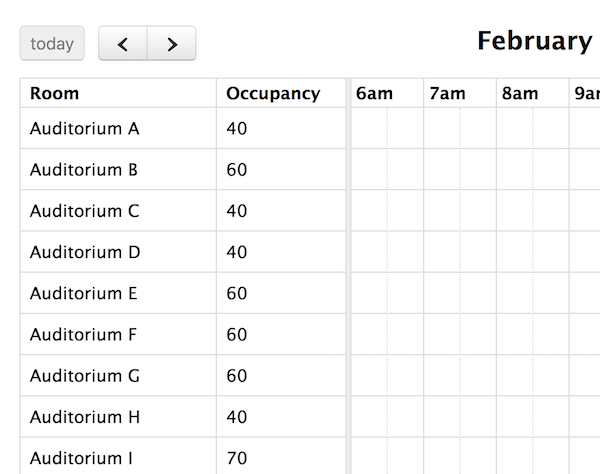 today < > February
Room Occupancy 6am 7am 8am
Auditorium A 40
Auditorium B 60
Auditorium C 40
Auditorium D 40
Auditorium E 60
Auditorium F 60
Auditorium G 60
Auditorium H 40
Auditorium I 70